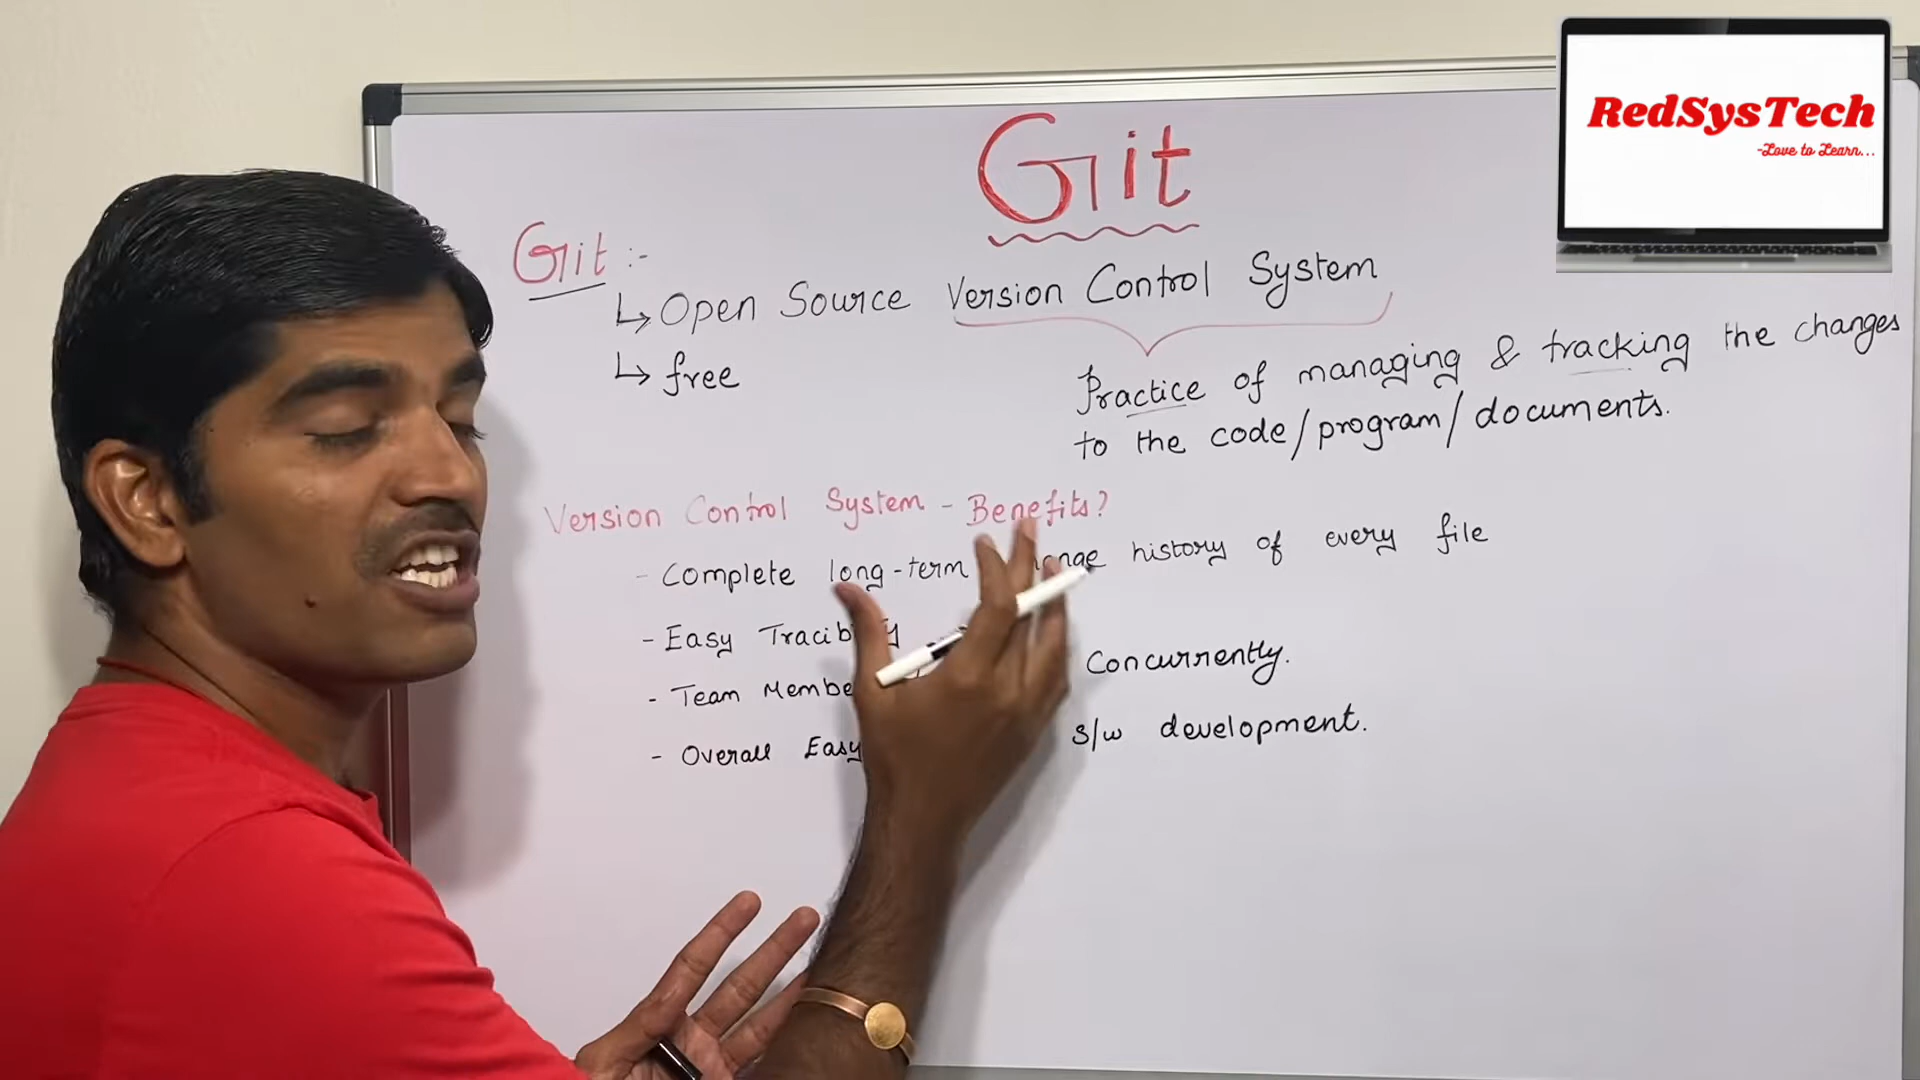 RedSysTech
-Love to Learn...
Git
Git :-
↳ Open Source Version Control System
↳ free
Practice of managing & tracking the changes
to the code/program/documents.
Version Control System - Benefits?
- Complete long-term history of every file
- Easy
- Team Concurrently.
- Overall Easy s/w development.